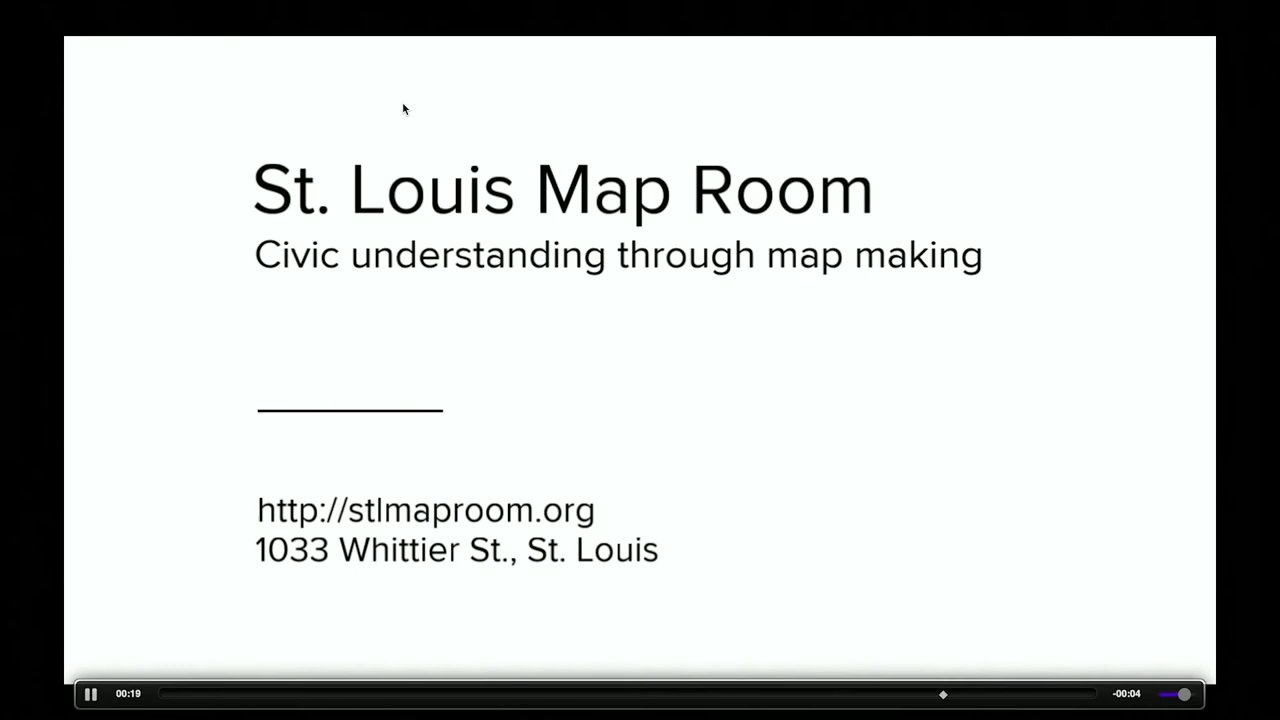 St. Louis Map Room
Civic understanding through map making
http://stlmaproom.org
1033 Whittier St., St. Louis
00:19
-00:04